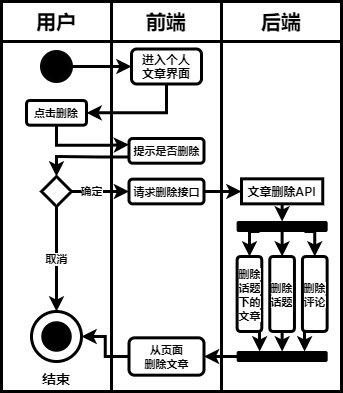 用户
前端
后端
进入个人
文章界面
点击删除
提示是否删除
确定
请求删除接口
文章删除API
取消
删除
话题
下的
文章
删除
话题
删除
评论
从页面
删除文章
结束